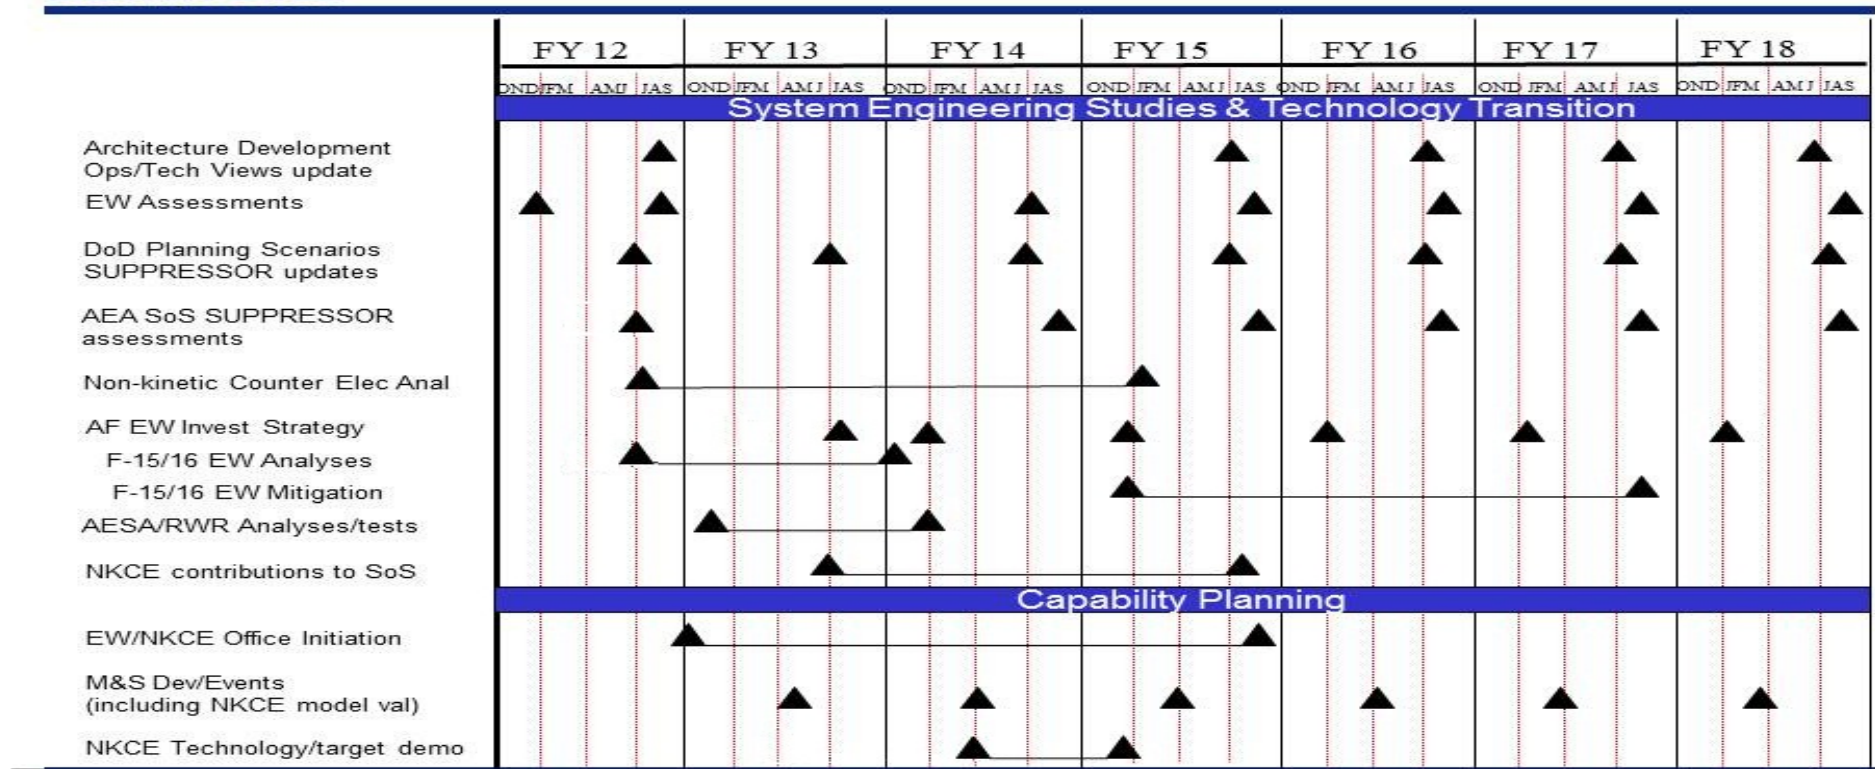 FY 12 FY 13 FY 14 FY 15 FY 16 FY 17 FY 18
OND JFM AMJ JAS OND JFM AMJ JAS OND JFM AMJ JAS OND JFM AMJ JAS OND JFM AMJ JAS OND JFM AMJ JAS OND JFM AMJ JAS
System Engineering Studies & Technology Transition
Architecture Development
Ops/Tech Views update
EW Assessments
DoD Planning Scenarios
SUPPRESSOR updates
AEA SoS SUPPRESSOR
assessments
Non-kinetic Counter Elec Anal
AF EW Invest Strategy
F-15/16 EW Analyses
F-15/16 EW Mitigation
AESA/RWR Analyses/tests
NKCE contributions to SoS
Capability Planning
EW/NKCE Office Initiation
M&S Dev/Events
(including NKCE model val)
NKCE Technology/target demo